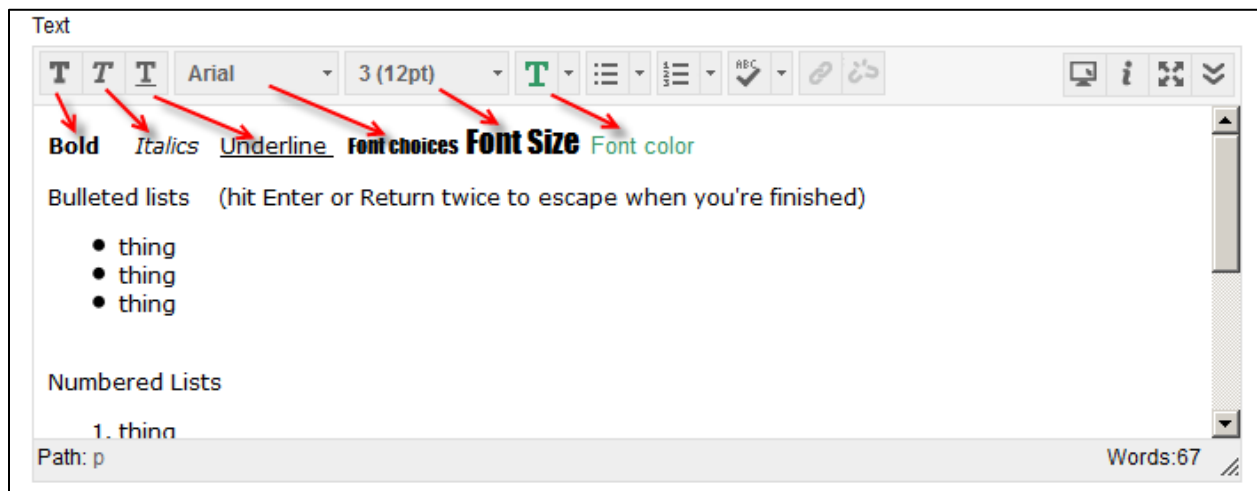 Text
T T T Arial 3 (12pt) T ABC i
Bold Italics Underline Font choices Font Size Font color
Bulleted lists (hit Enter or Return twice to escape when you're finished)
• thing
• thing
• thing
Numbered Lists
1. thing
Path: p Words:67